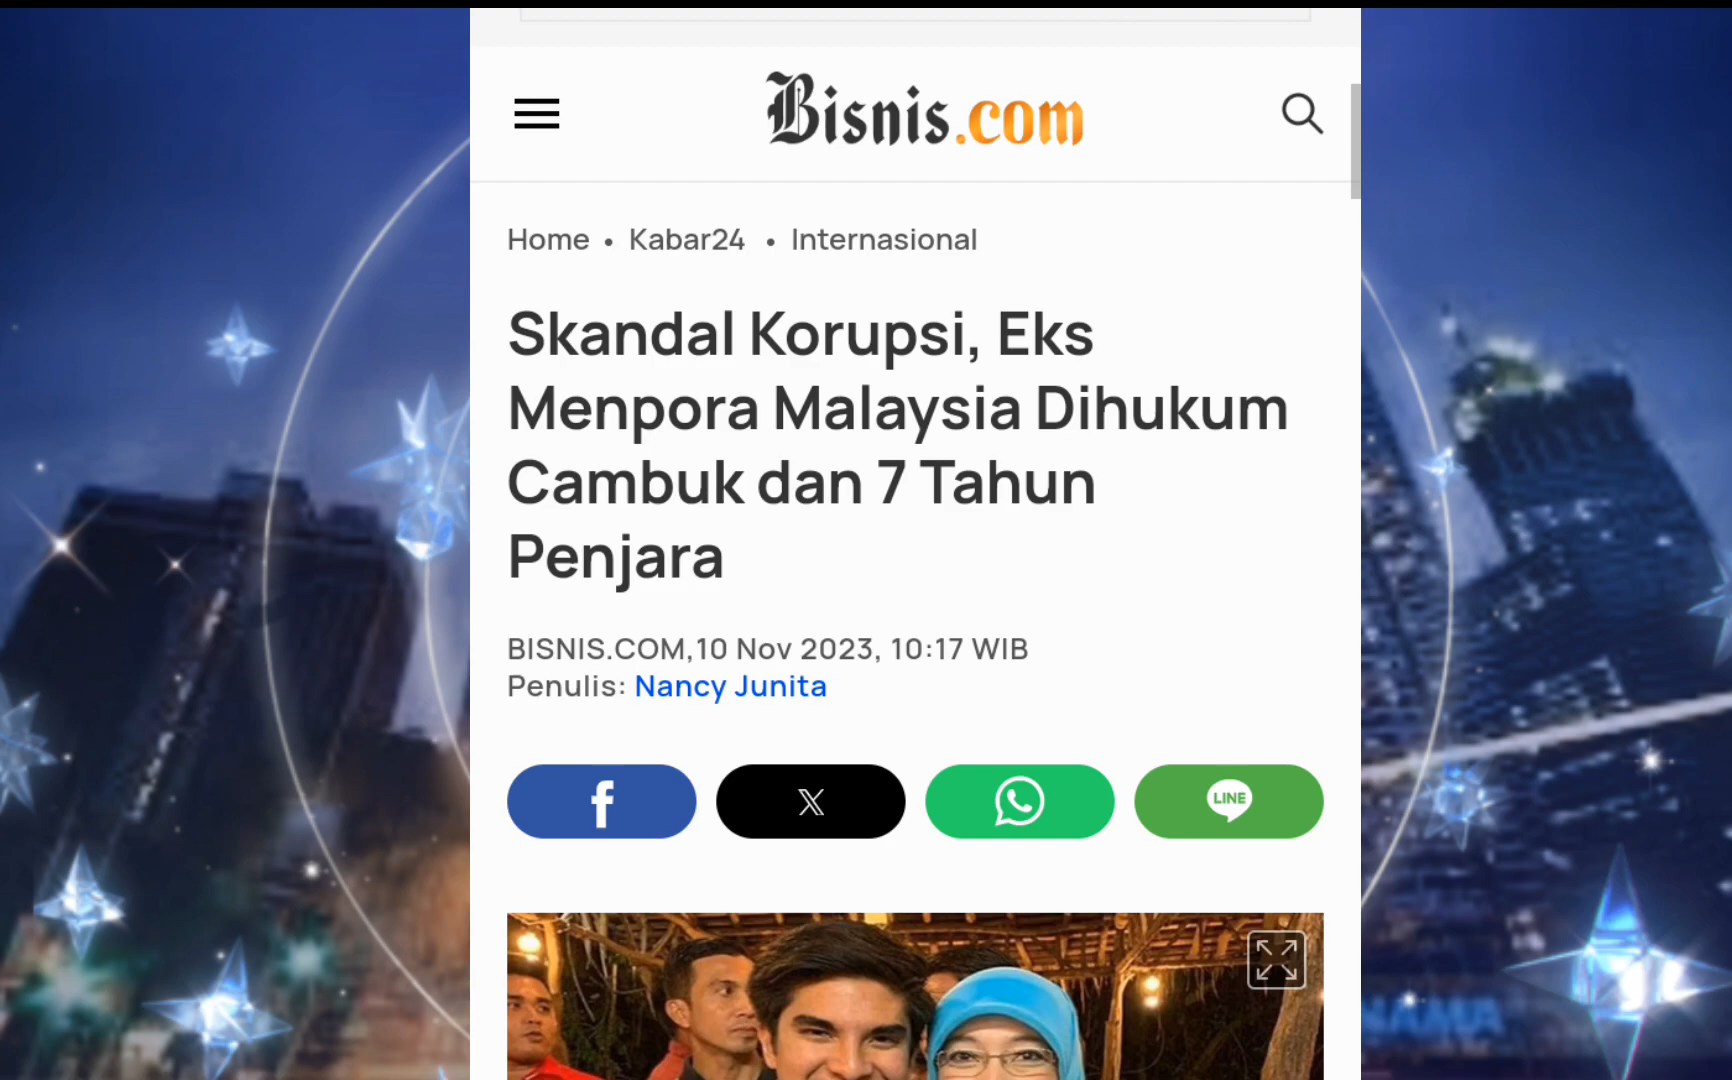 Bisnis.com
Home • Kabar24 • Internasional
Skandal Korupsi, Eks
Menpora Malaysia Dihukum
Cambuk dan 7 Tahun
Penjara
BISNIS.COM,10 Nov 2023, 10:17 WIB
Penulis: Nancy Junita
f
X
LINE
NAMA